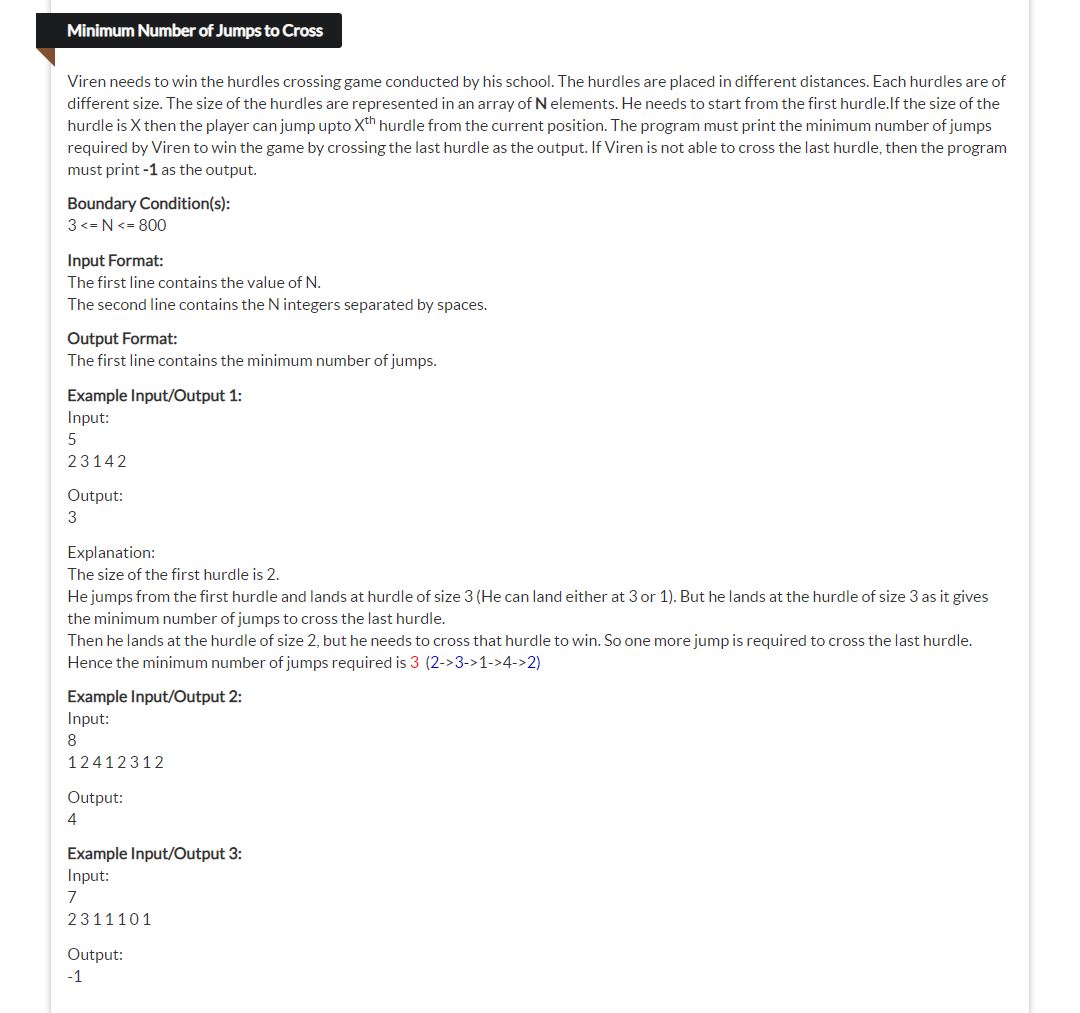 Minimum Number of Jumps to Cross
Viren needs to win the hurdles crossing game conducted by his school. The hurdles are placed in different distances. Each hurdles are of
different size. The size of the hurdles are represented in an array of N elements. He needs to start from the first hurdle.If the size of the
hurdle is X then the player can jump upto Xth hurdle from the current position. The program must print the minimum number of jumps
required by Viren to win the game by crossing the last hurdle as the output. If Viren is not able to cross the last hurdle, then the program
must print -1 as the output.
Boundary Condition(s):
3 <= N <= 800
Input Format:
The first line contains the value of N.
The second line contains the N integers separated by spaces.
Output Format:
The first line contains the minimum number of jumps.
Example Input/Output 1:
Input:
5
2 3 1 4 2
Output:
3
Explanation:
The size of the first hurdle is 2.
He jumps from the first hurdle and lands at hurdle of size 3 (He can land either at 3 or 1). But he lands at the hurdle of size 3 as it gives
the minimum number of jumps to cross the last hurdle.
Then he lands at the hurdle of size 2, but he needs to cross that hurdle to win. So one more jump is required to cross the last hurdle.
Hence the minimum number of jumps required is 3 (2->3->1->4->2)
Example Input/Output 2:
Input:
8
1 2 4 1 2 3 1 2
Output:
4
Example Input/Output 3:
Input:
7
2 3 1 1 1 0 1
Output:
-1